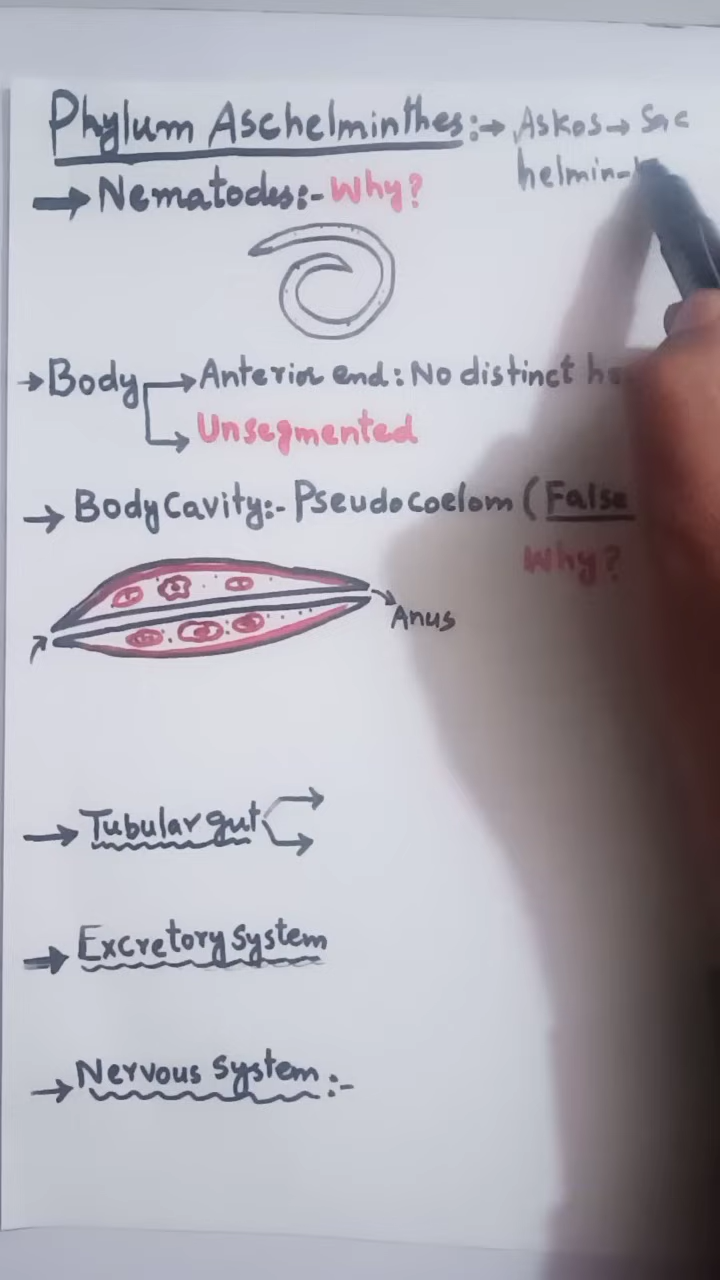 Phylum Aschelminthes:→ Askos→ Sac
helmin-
→ Nematodes:- Why?
→ Body → Anterior end: No distinct
→ Unsegmented
→ Body Cavity:- Pseudocoelom (False
Why?
Anus
→ Tubular gut
→ Excretory system
→ Nervous system:-